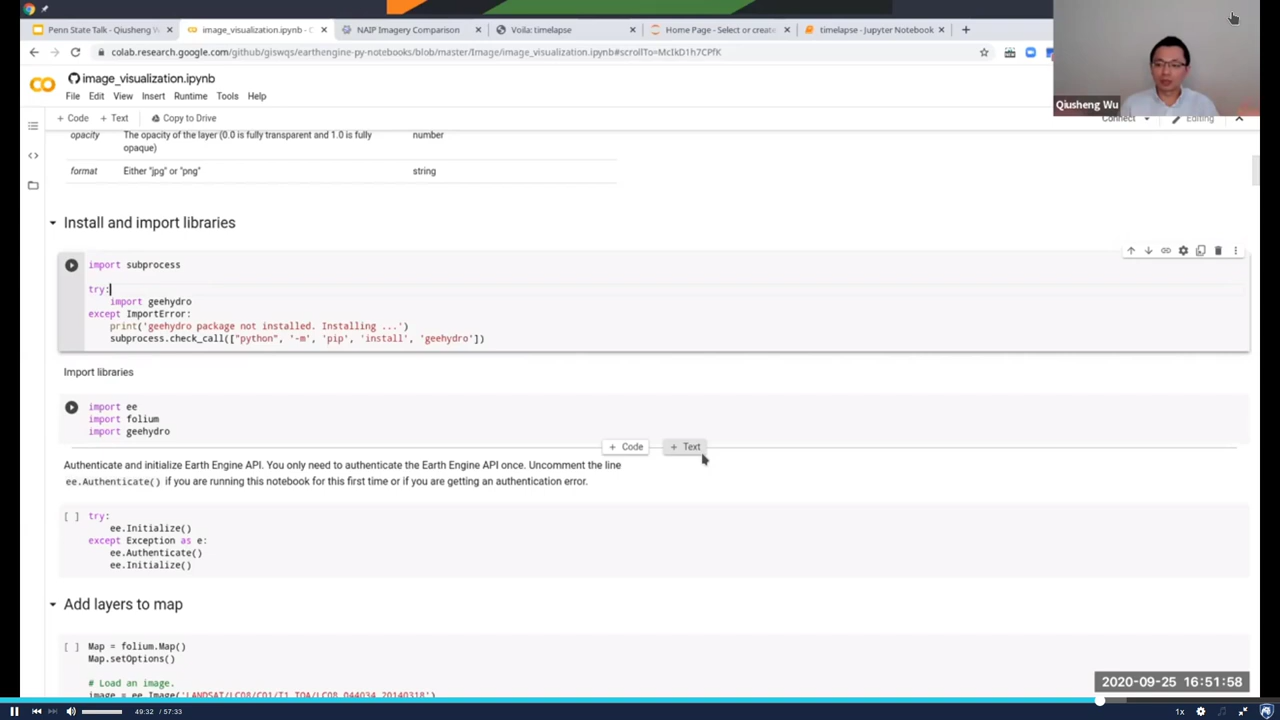 Penn State Talk - Qiusheng W
image_visualization.ipynb - C
NAIP Imagery Comparison
Voila: timelapse
Home Page - Select or create
timelapse - Jupyter Notebook
colab.research.google.com/github/giswqs/earthengine-py-notebooks/blob/master/Image/image_visualization.ipynb#scrollTo=McIkD1h7CPfK
image_visualization.ipynb
File Edit View Insert Runtime Tools Help
Qiusheng Wu
+ Code + Text Copy to Drive
Connect Editing
opacity The opacity of the layer (0.0 is fully transparent and 1.0 is fully number
opaque)
format Either "jpg" or "png" string
Install and import libraries
import subprocess
try:
import geehydro
except ImportError:
print('geehydro package not installed. Installing ...')
subprocess.check_call(["python", '-m', 'pip', 'install', 'geehydro'])
Import libraries
import ee
import folium
import geehydro
+ Code + Text
Authenticate and initialize Earth Engine API. You only need to authenticate the Earth Engine API once. Uncomment the line
ee.Authenticate() if you are running this notebook for this first time or if you are getting an authentication error.
[ ] try:
ee.Initialize()
except Exception as e:
ee.Authenticate()
ee.Initialize()
Add layers to map
[ ] Map = folium.Map()
Map.setOptions()
# Load an image.
image = ee.Image('LANDSAT/LC08/C01/T1_TOA/LC08_044034_20140318')
2020-09-25 16:51:58
49:32 / 57:33
1x